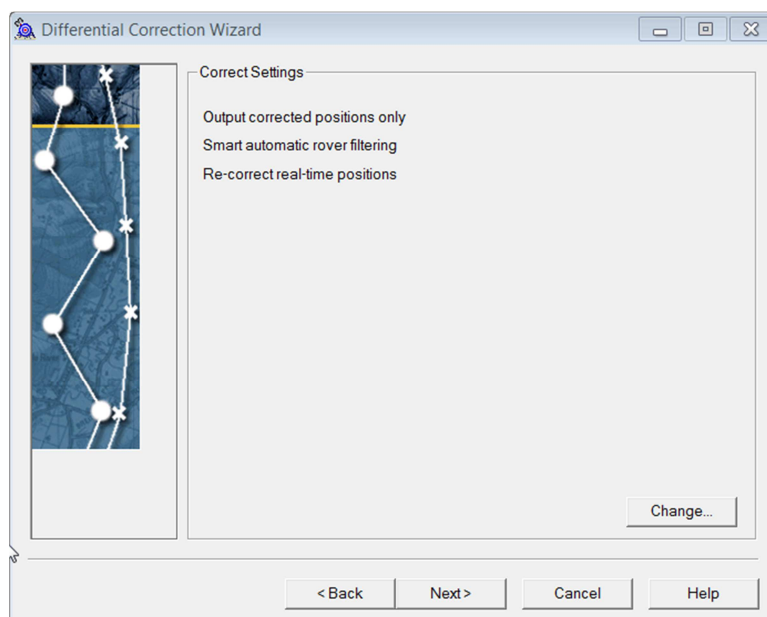 Differential Correction Wizard
Correct Settings
Output corrected positions only
Smart automatic rover filtering
Re-correct real-time positions
Change...
< Back
Next >
Cancel
Help